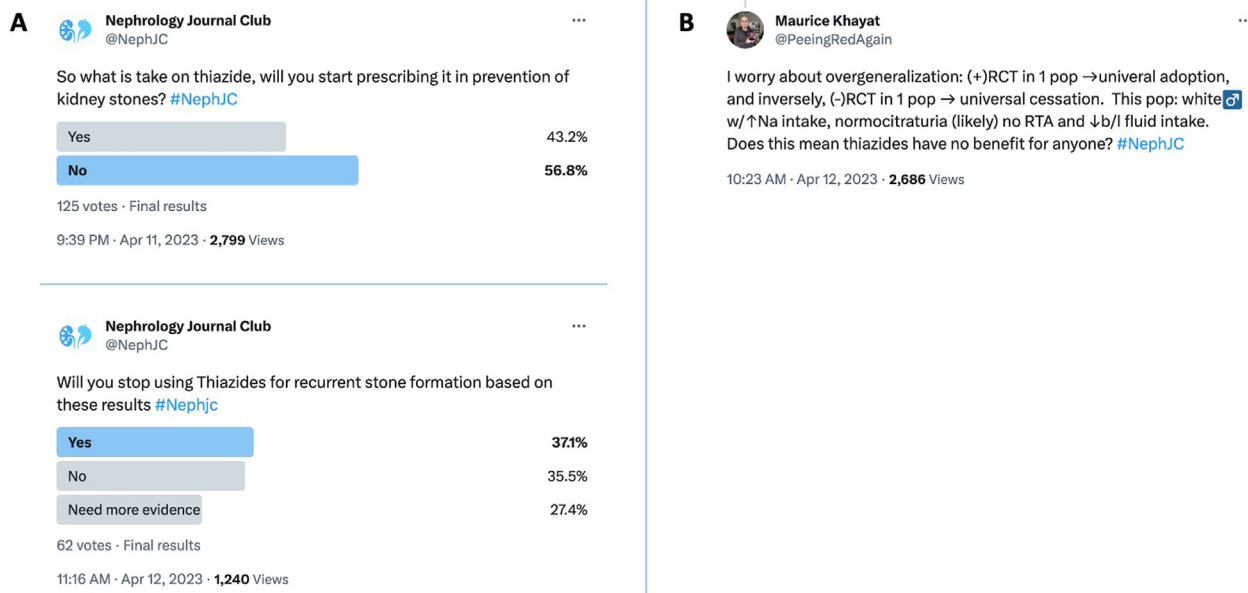 A
Nephrology Journal Club
@NephJC
So what is take on thiazide, will you start prescribing it in prevention of
kidney stones? #NephJC
Yes 43.2%
No 56.8%
125 votes · Final results
9:39 PM · Apr 11, 2023 · 2,799 Views
Nephrology Journal Club
@NephJC
Will you stop using Thiazides for recurrent stone formation based on
these results #Nephjc
Yes 37.1%
No 35.5%
Need more evidence 27.4%
62 votes · Final results
11:16 AM · Apr 12, 2023 · 1,240 Views
B
Maurice Khayat
@PeeingRedAgain
I worry about overgeneralization: (+)RCT in 1 pop →univeral adoption,
and inversely, (-)RCT in 1 pop → universal cessation. This pop: white♂️
w/↑Na intake, normocitraturia (likely) no RTA and ↓b/l fluid intake.
Does this mean thiazides have no benefit for anyone? #NephJC
10:23 AM · Apr 12, 2023 · 2,686 Views